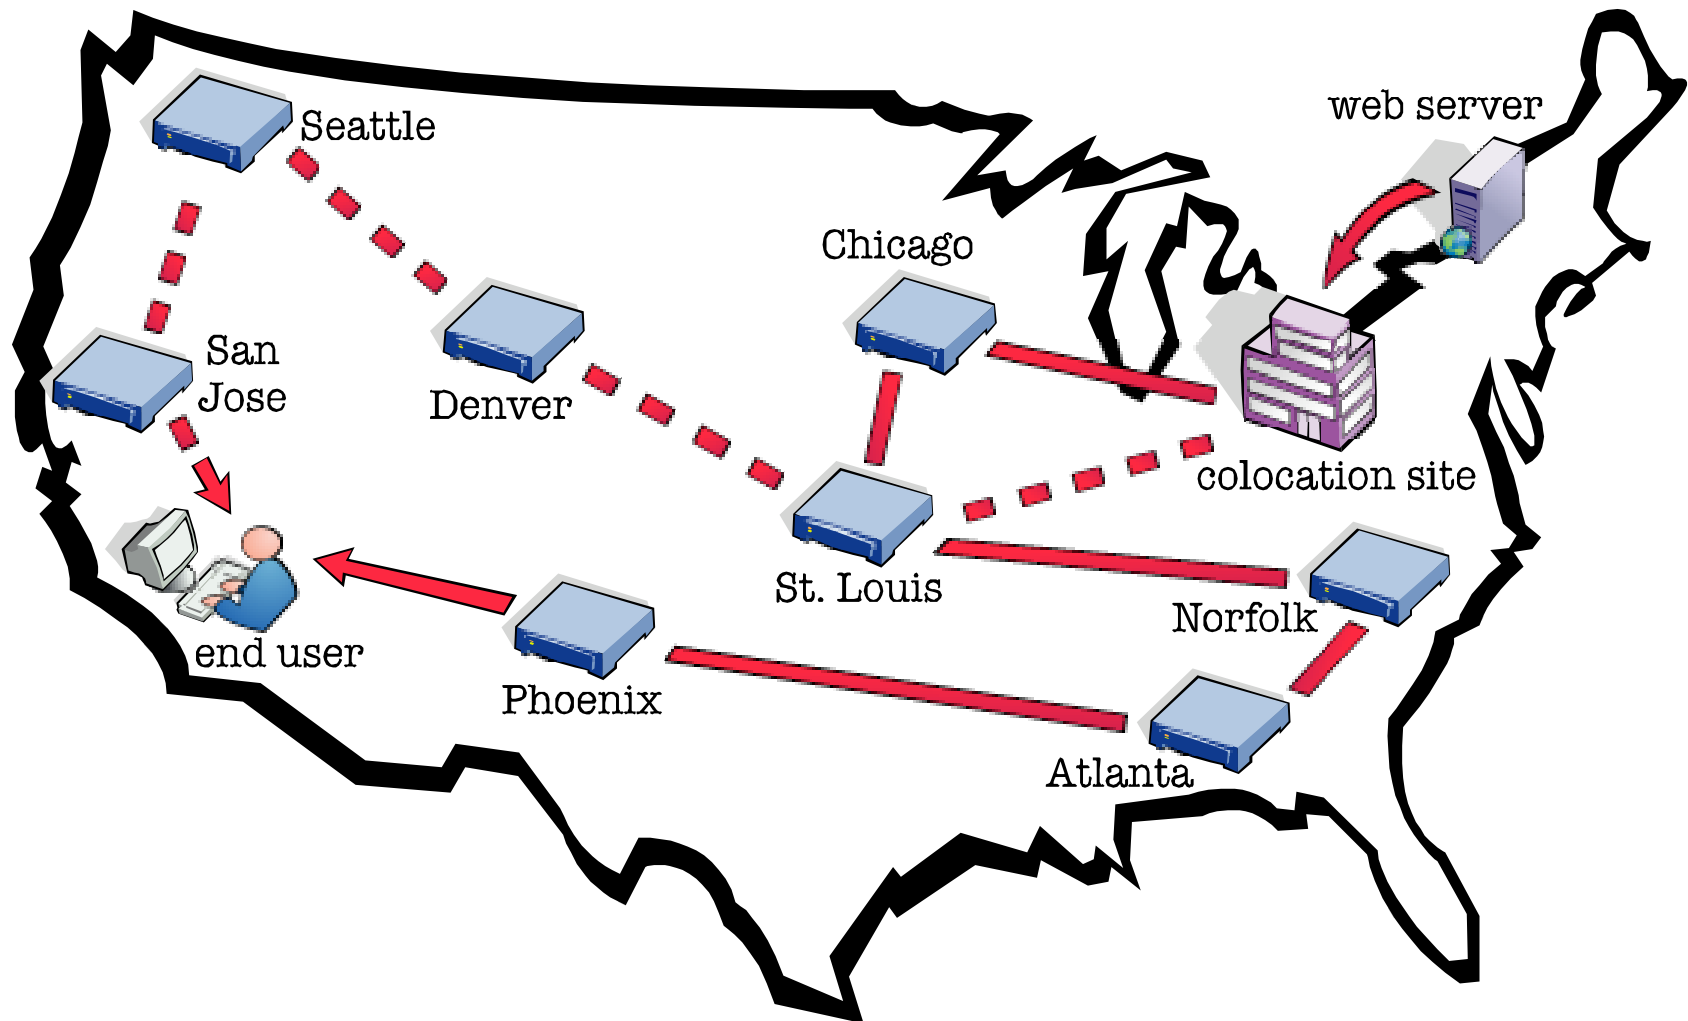 web server
Seattle
Chicago
San
Jose
Denver
colocation site
St. Louis
Norfolk
end user
Phoenix
Atlanta